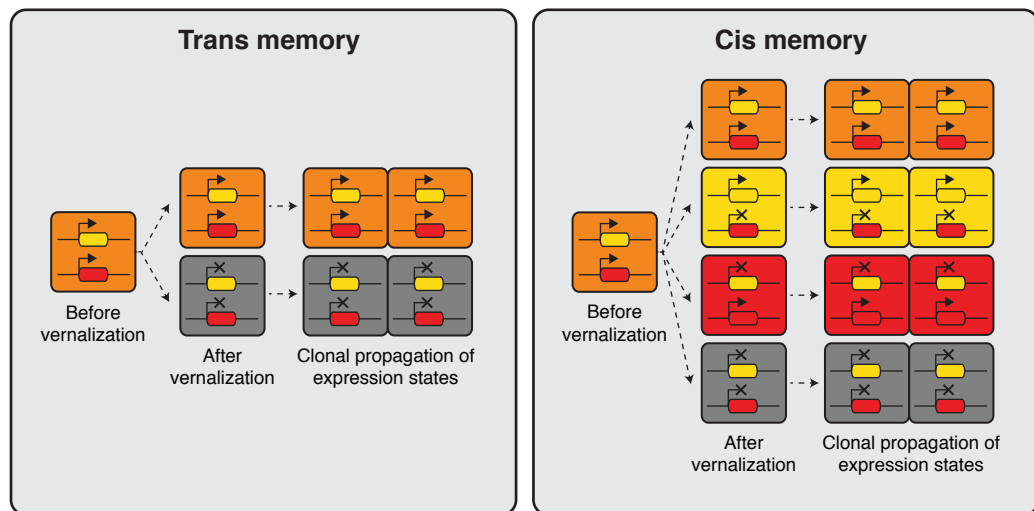 Trans memory
Before
vernalization
After
vernalization
Clonal propagation of
expression states
Cis memory
Before
vernalization
After
vernalization
Clonal propagation of
expression states